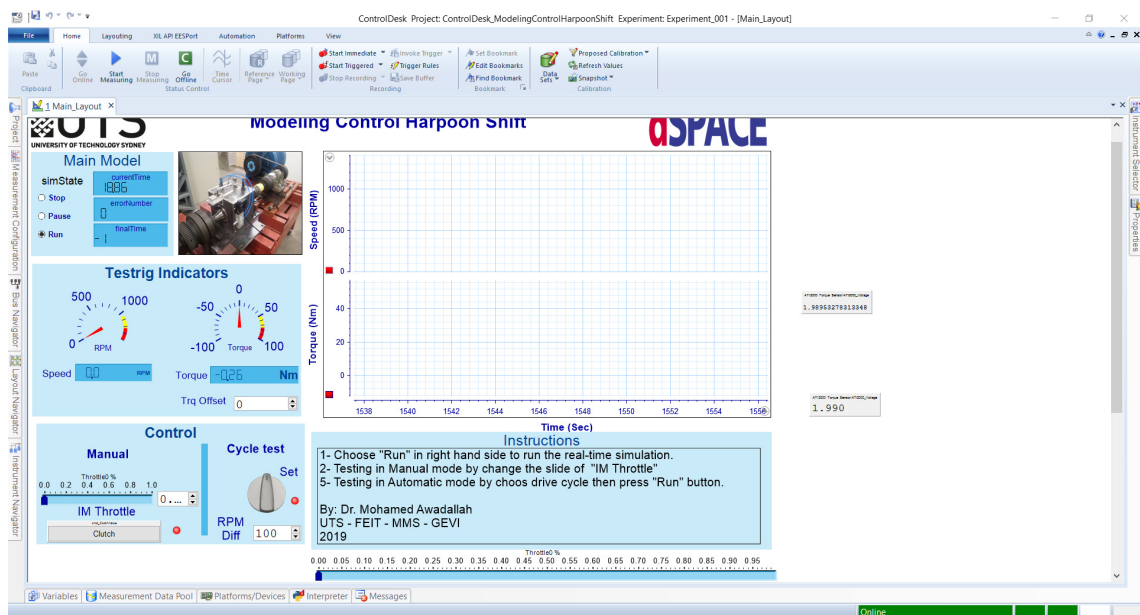 ControlDesk Project: ControlDesk_ModelingControlHarpoonShift Experiment: Experiment_001 - [Main_Layout]
File Home Layouting XIL API EESPort Automation Platforms View
Paste
Go Online
Start Measuring
Stop Measuring
Go Offline
Time Cursor
Reference Page
Working Page
Start Immediate
Start Triggered
Stop Recording
Invoke Trigger
Trigger Rules
Save Buffer
Set Bookmark
Edit Bookmarks
Find Bookmark
Data Sets
Proposed Calibration
Refresh Values
Snapshot
Clipboard Status Control Recording Bookmark Calibration
1 Main_Layout
Project
Measurement Configuration
Bus Navigator
Layout Navigator
Instrument Navigator
Instrument Selector
Properties
UTS
UNIVERSITY OF TECHNOLOGY SYDNEY
Modeling Control Harpoon Shift
dSPACE
Main Model
simState
Stop
Pause
Run
currentTime
18.86
errorNumber
0
finalTime
-1
Testrig Indicators
0 500 1000
RPM
-100 -50 0 50 100
Torque
Speed 0.0 RPM
Torque -0.26 Nm
Trq Offset 0
Control
Manual
Throttle0 %
0.0 0.2 0.4 0.6 0.8 1.0
0....
IM Throttle
Clutch
Cycle test
Set
RPM Diff 100
Speed (RPM)
1000
500
0
Torque (Nm)
40
20
0
1538 1540 1542 1544 1546 1548 1550 1552 1554 1556
Time (Sec)
Instructions
1- Choose "Run" in right hand side to run the real-time simulation.
2- Testing in Manual mode by change the slide of "IM Throttle"
5- Testing in Automatic mode by choos drive cycle then press "Run" button.
By: Dr. Mohamed Awadallah
UTS - FEIT - MMS - GEVI
2019
Throttle0 %
0.00 0.05 0.10 0.15 0.20 0.25 0.30 0.35 0.40 0.45 0.50 0.55 0.60 0.65 0.70 0.75 0.80 0.85 0.90 0.95
1.98953278313348
1.990
Variables Measurement Data Pool Platforms/Devices Interpreter Messages
Online